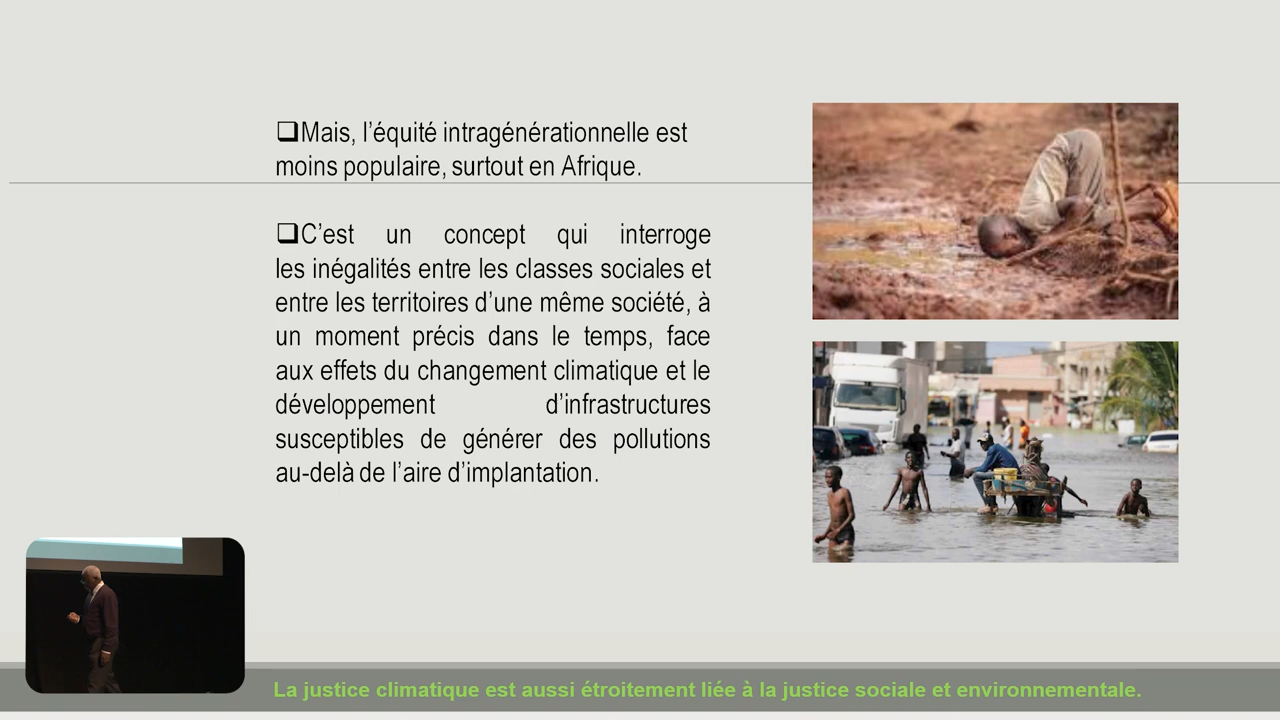 ❑Mais, l’équité intragénérationnelle est
moins populaire, surtout en Afrique.
❑C’est un concept qui interroge
les inégalités entre les classes sociales et
entre les territoires d’une même société, à
un moment précis dans le temps, face
aux effets du changement climatique et le
développement d’infrastructures
susceptibles de générer des pollutions
au-delà de l’aire d’implantation.
La justice climatique est aussi étroitement liée à la justice sociale et environnementale.